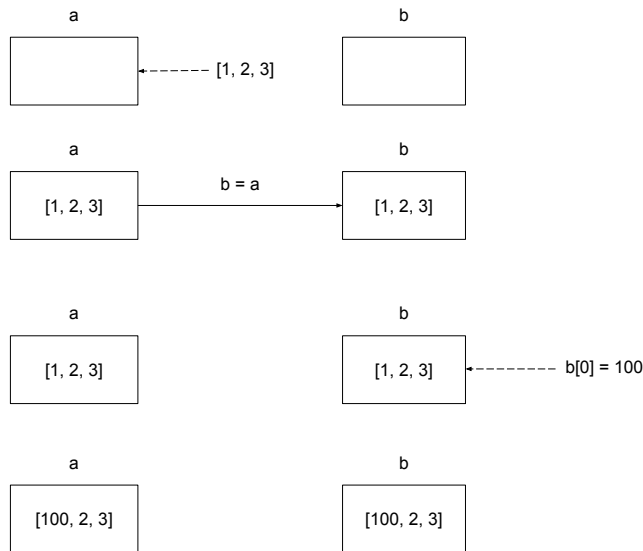 a b
[1, 2, 3]
a b
[1, 2, 3] b = a [1, 2, 3]
a b
[1, 2, 3] [1, 2, 3] b[0] = 100
a b
[100, 2, 3] [100, 2, 3]